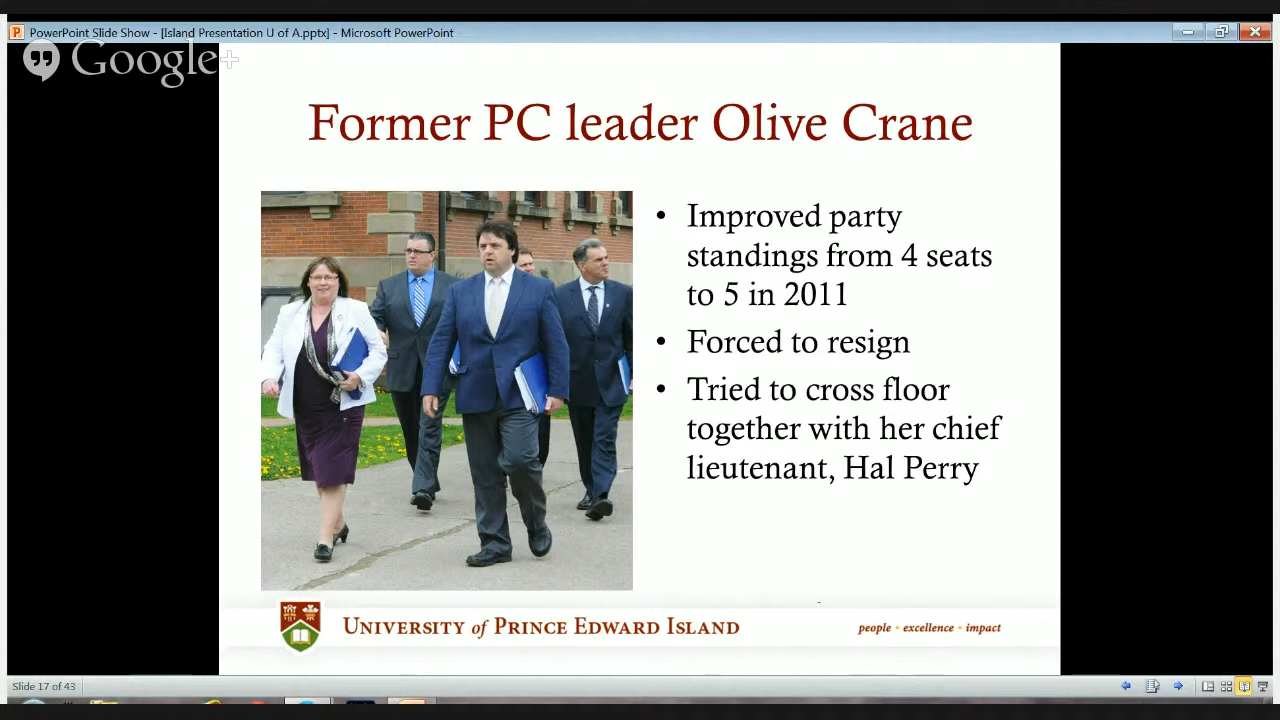 PowerPoint Slide Show - [Island Presentation U of A.pptx] - Microsoft PowerPoint
Google+
Former PC leader Olive Crane
• Improved party
standings from 4 seats
to 5 in 2011
• Forced to resign
• Tried to cross floor
together with her chief
lieutenant, Hal Perry
UNIVERSITY of PRINCE EDWARD ISLAND
people • excellence • impact
Slide 17 of 43